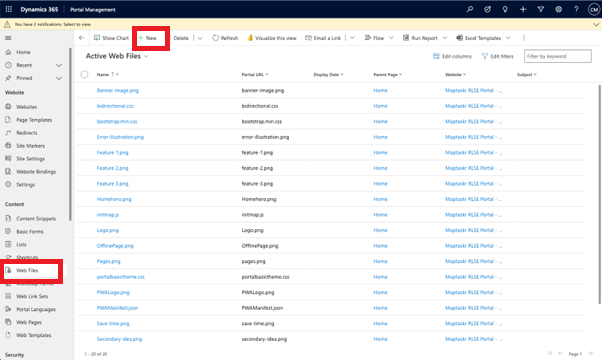 Dynamics 365 Portal Management CM
You have 2 notifications. Select to view
Show Chart New Delete Refresh Visualize this view Email a Link Flow Run Report Excel Templates
Home
Recent
Pinned
Website
Websites
Page Templates
Redirects
Site Markers
Site Settings
Website Bindings
Settings
Content
Content Snippets
Basic Forms
Lists
Shortcuts
Web Files
Web Link Sets
Portal Languages
Web Pages
Web Templates
Security
Active Web Files Edit columns Edit filters Filter by keyword
Name Portal URL Display Date Parent Page Website Subject
Banner-image.png banner-image.png Home Maptaskr RLSE Portal - ...
bidirectional.css bidirectional.css Home Maptaskr RLSE Portal - ...
bootstrap.min.css bootstrap.min.css Home Maptaskr RLSE Portal - ...
Error-illustration.png error-illustration.png Home Maptaskr RLSE Portal - ...
Feature 1.png feature-1.png Home Maptaskr RLSE Portal - ...
Feature 2.png feature-2.png Home Maptaskr RLSE Portal - ...
Feature 3.png feature-3.png Home Maptaskr RLSE Portal - ...
Homehero.png Homehero.png Home Maptaskr RLSE Portal - ...
initmap.js initmap.js Home Maptaskr RLSE Portal - ...
Logo.png Logo.png Home Maptaskr RLSE Portal - ...
OfflinePage.png OfflinePage.png Home Maptaskr RLSE Portal - ...
Pages.png pages.png Home Maptaskr RLSE Portal - ...
portalbasictheme.css portalbasictheme.css Home Maptaskr RLSE Portal - ...
PWALogo.png PWALogo.png Home Maptaskr RLSE Portal - ...
PWAManifest.json PWAManifest.json Home Maptaskr RLSE Portal - ...
Save time.png save-time.png Home Maptaskr RLSE Portal - ...
Secondary idea.png secondary-idea.png Home Maptaskr RLSE Portal - ...
1 - 20 of 20 Page 1